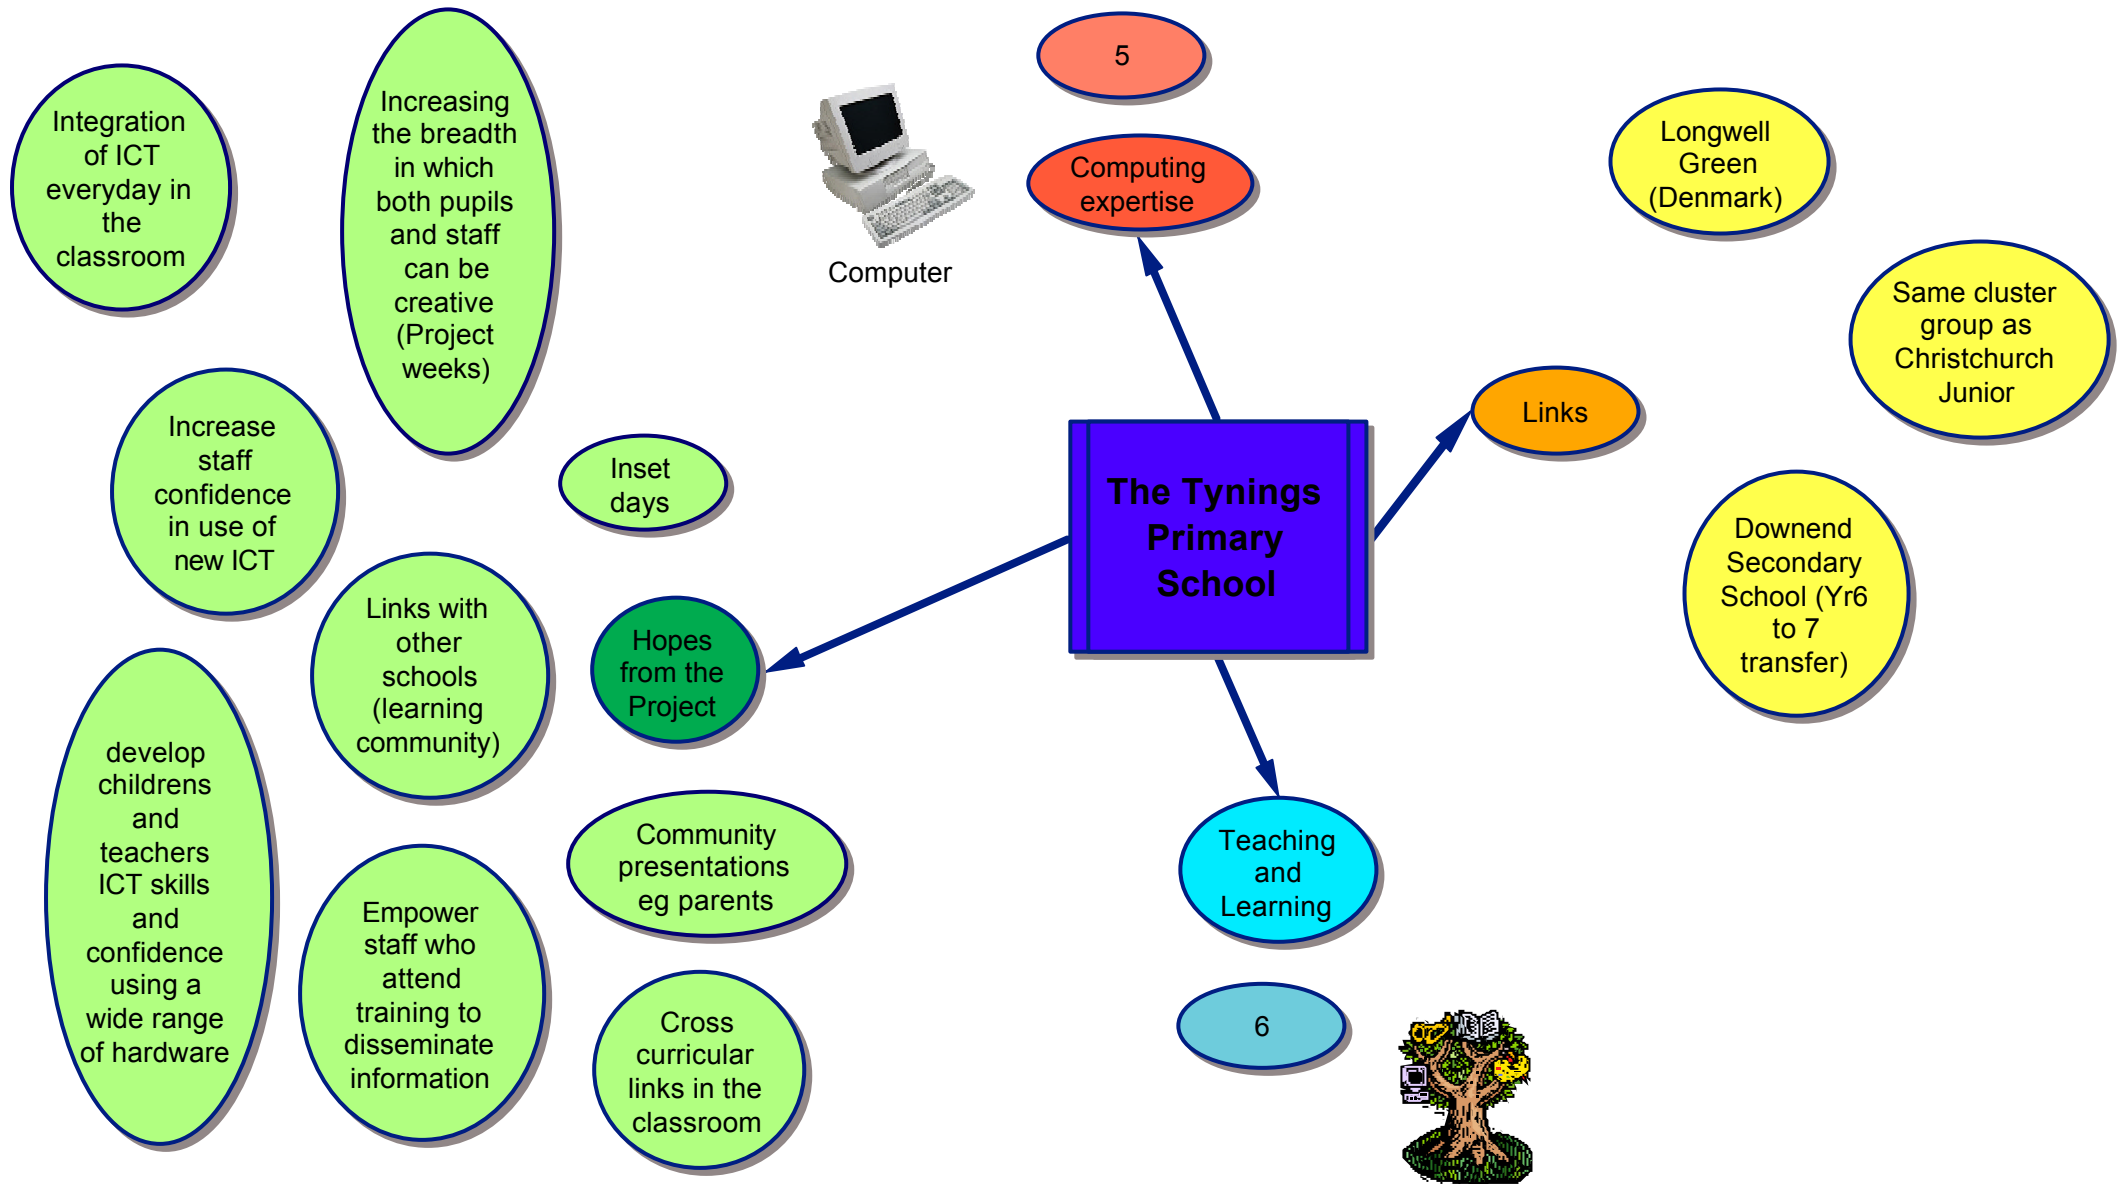 Integration
of ICT
everyday in
the
classroom
Increasing
the breadth
in which
both pupils
and staff
can be
creative
(Project
weeks)
Computer
5
Computing
expertise
Longwell
Green
(Denmark)
Same cluster
group as
Christchurch
Junior
Links
Downend
Secondary
School (Yr6
to 7
transfer)
The Tynings
Primary
School
Increase
staff
confidence
in use of
new ICT
Inset
days
Links with
other
schools
(learning
community)
Hopes
from the
Project
develop
childrens
and
teachers
ICT skills
and
confidence
using a
wide range
of hardware
Empower
staff who
attend
training to
disseminate
information
Community
presentations
eg parents
Cross
curricular
links in the
classroom
Teaching
and
Learning
6